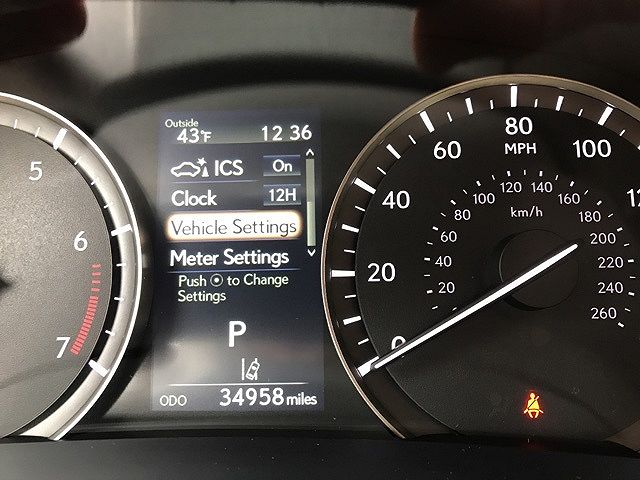 5
6
7
Outside
43°F 12 36
ICS On
Clock 12H
Vehicle Settings
Meter Settings
Push to Change
Settings
P
ODO 34958 miles
0
20
40
60
80
100
MPH
km/h
20
40
60
80
100
120
140
160
180
200
220
240
260